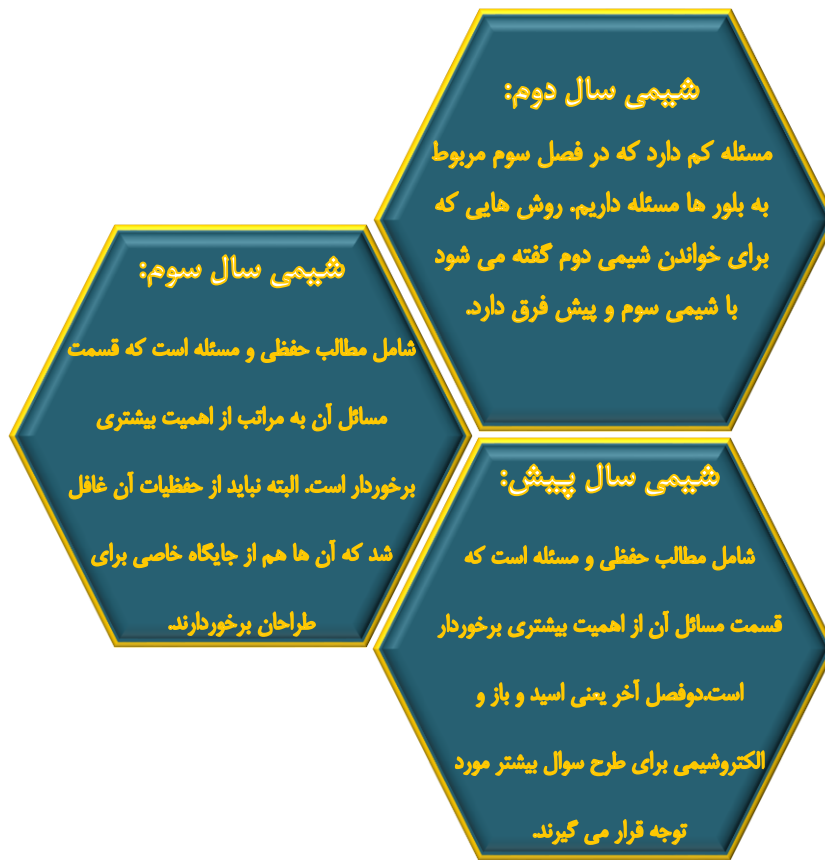 شیمی سال دوم:
مسئله کم دارد که در فصل سوم مربوط
به بلور ها مسئله داریم. روش هایی که
برای خواندن شیمی دوم گفته می شود
با شیمی سوم و پیش فرق دارد.
شیمی سال سوم:
شامل مطالب حفظی و مسئله است که قسمت
مسائل آن به مراتب از اهمیت بیشتری
برخوردار است. البته نباید از حفظیات آن غافل
شد که آن ها هم از جایگاه خاصی برای
طراحان برخوردارند.
شیمی سال پیش:
شامل مطالب حفظی و مسئله است که
قسمت مسائل آن از اهمیت بیشتری برخوردار
است.دوفصل آخر یعنی اسید و باز و
الکتروشیمی برای طرح سوال بیشتر مورد
توجه قرار می گیرند.